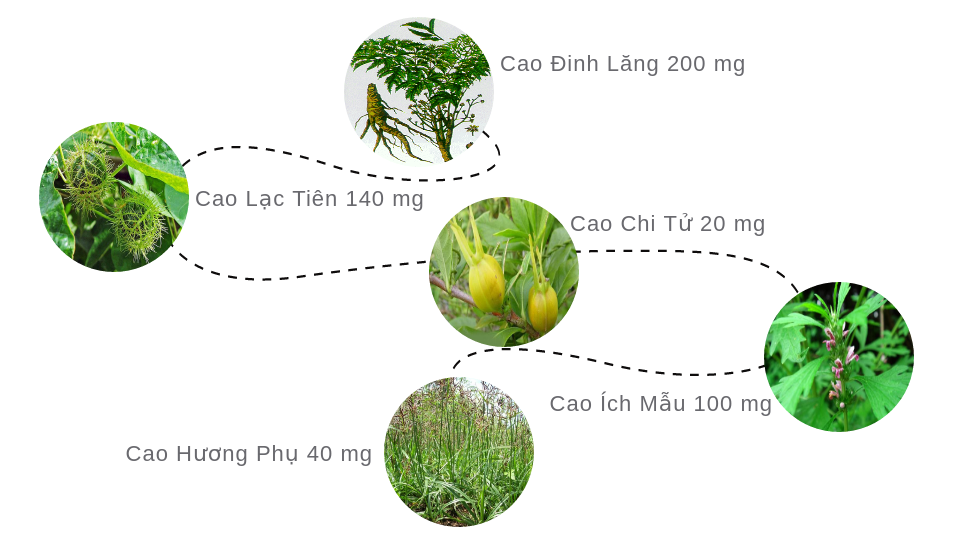 Cao Đinh Lăng 200 mg
Cao Lạc Tiên 140 mg
Cao Chi Tử 20 mg
Cao Ích Mẫu 100 mg
Cao Hương Phụ 40 mg